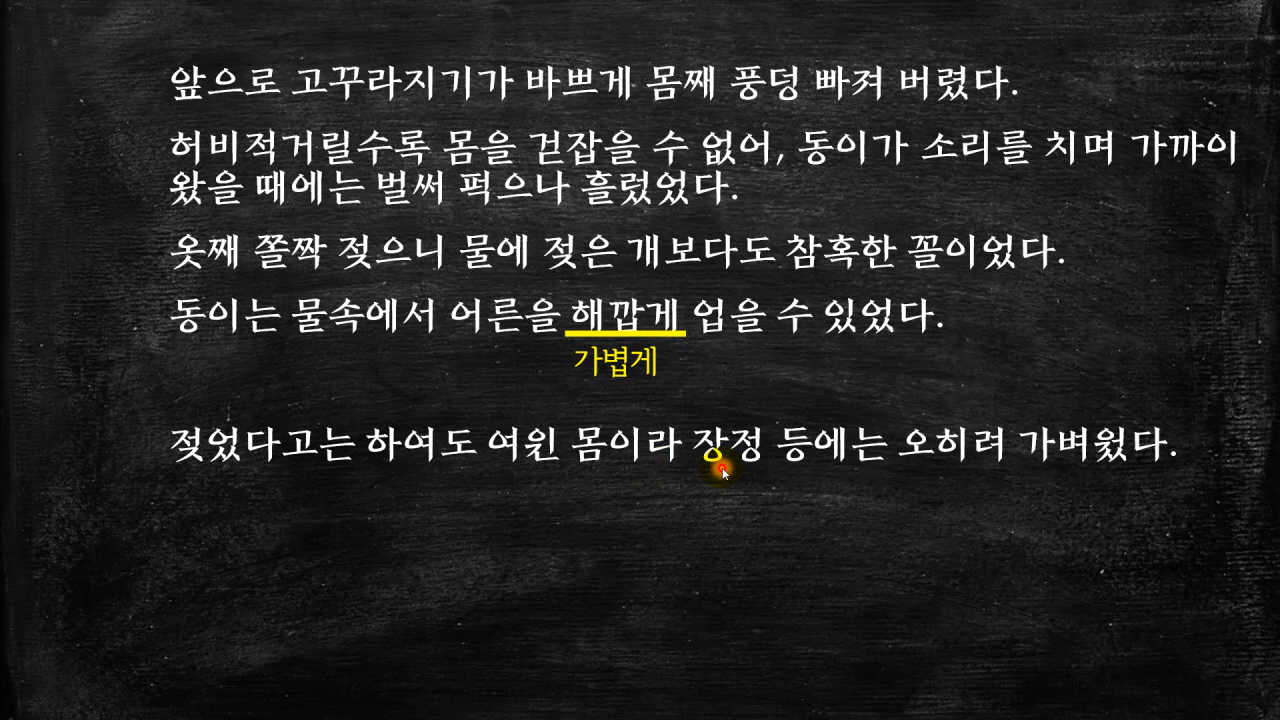 앞으로 고꾸라지기가 바쁘게 몸째 풍덩 빠져 버렸다.
허비적거릴수록 몸을 걷잡을 수 없어, 동이가 소리를 치며 가까이
왔을 때에는 벌써 퍽으나 흘렀었다.
옷째 쫄짝 젖으니 물에 젖은 개보다도 참혹한 꼴이었다.
동이는 물속에서 어른을 해깝게 업을 수 있었다.
가볍게
젖었다고는 하여도 여윈 몸이라 장정 등에는 오히려 가벼웠다.